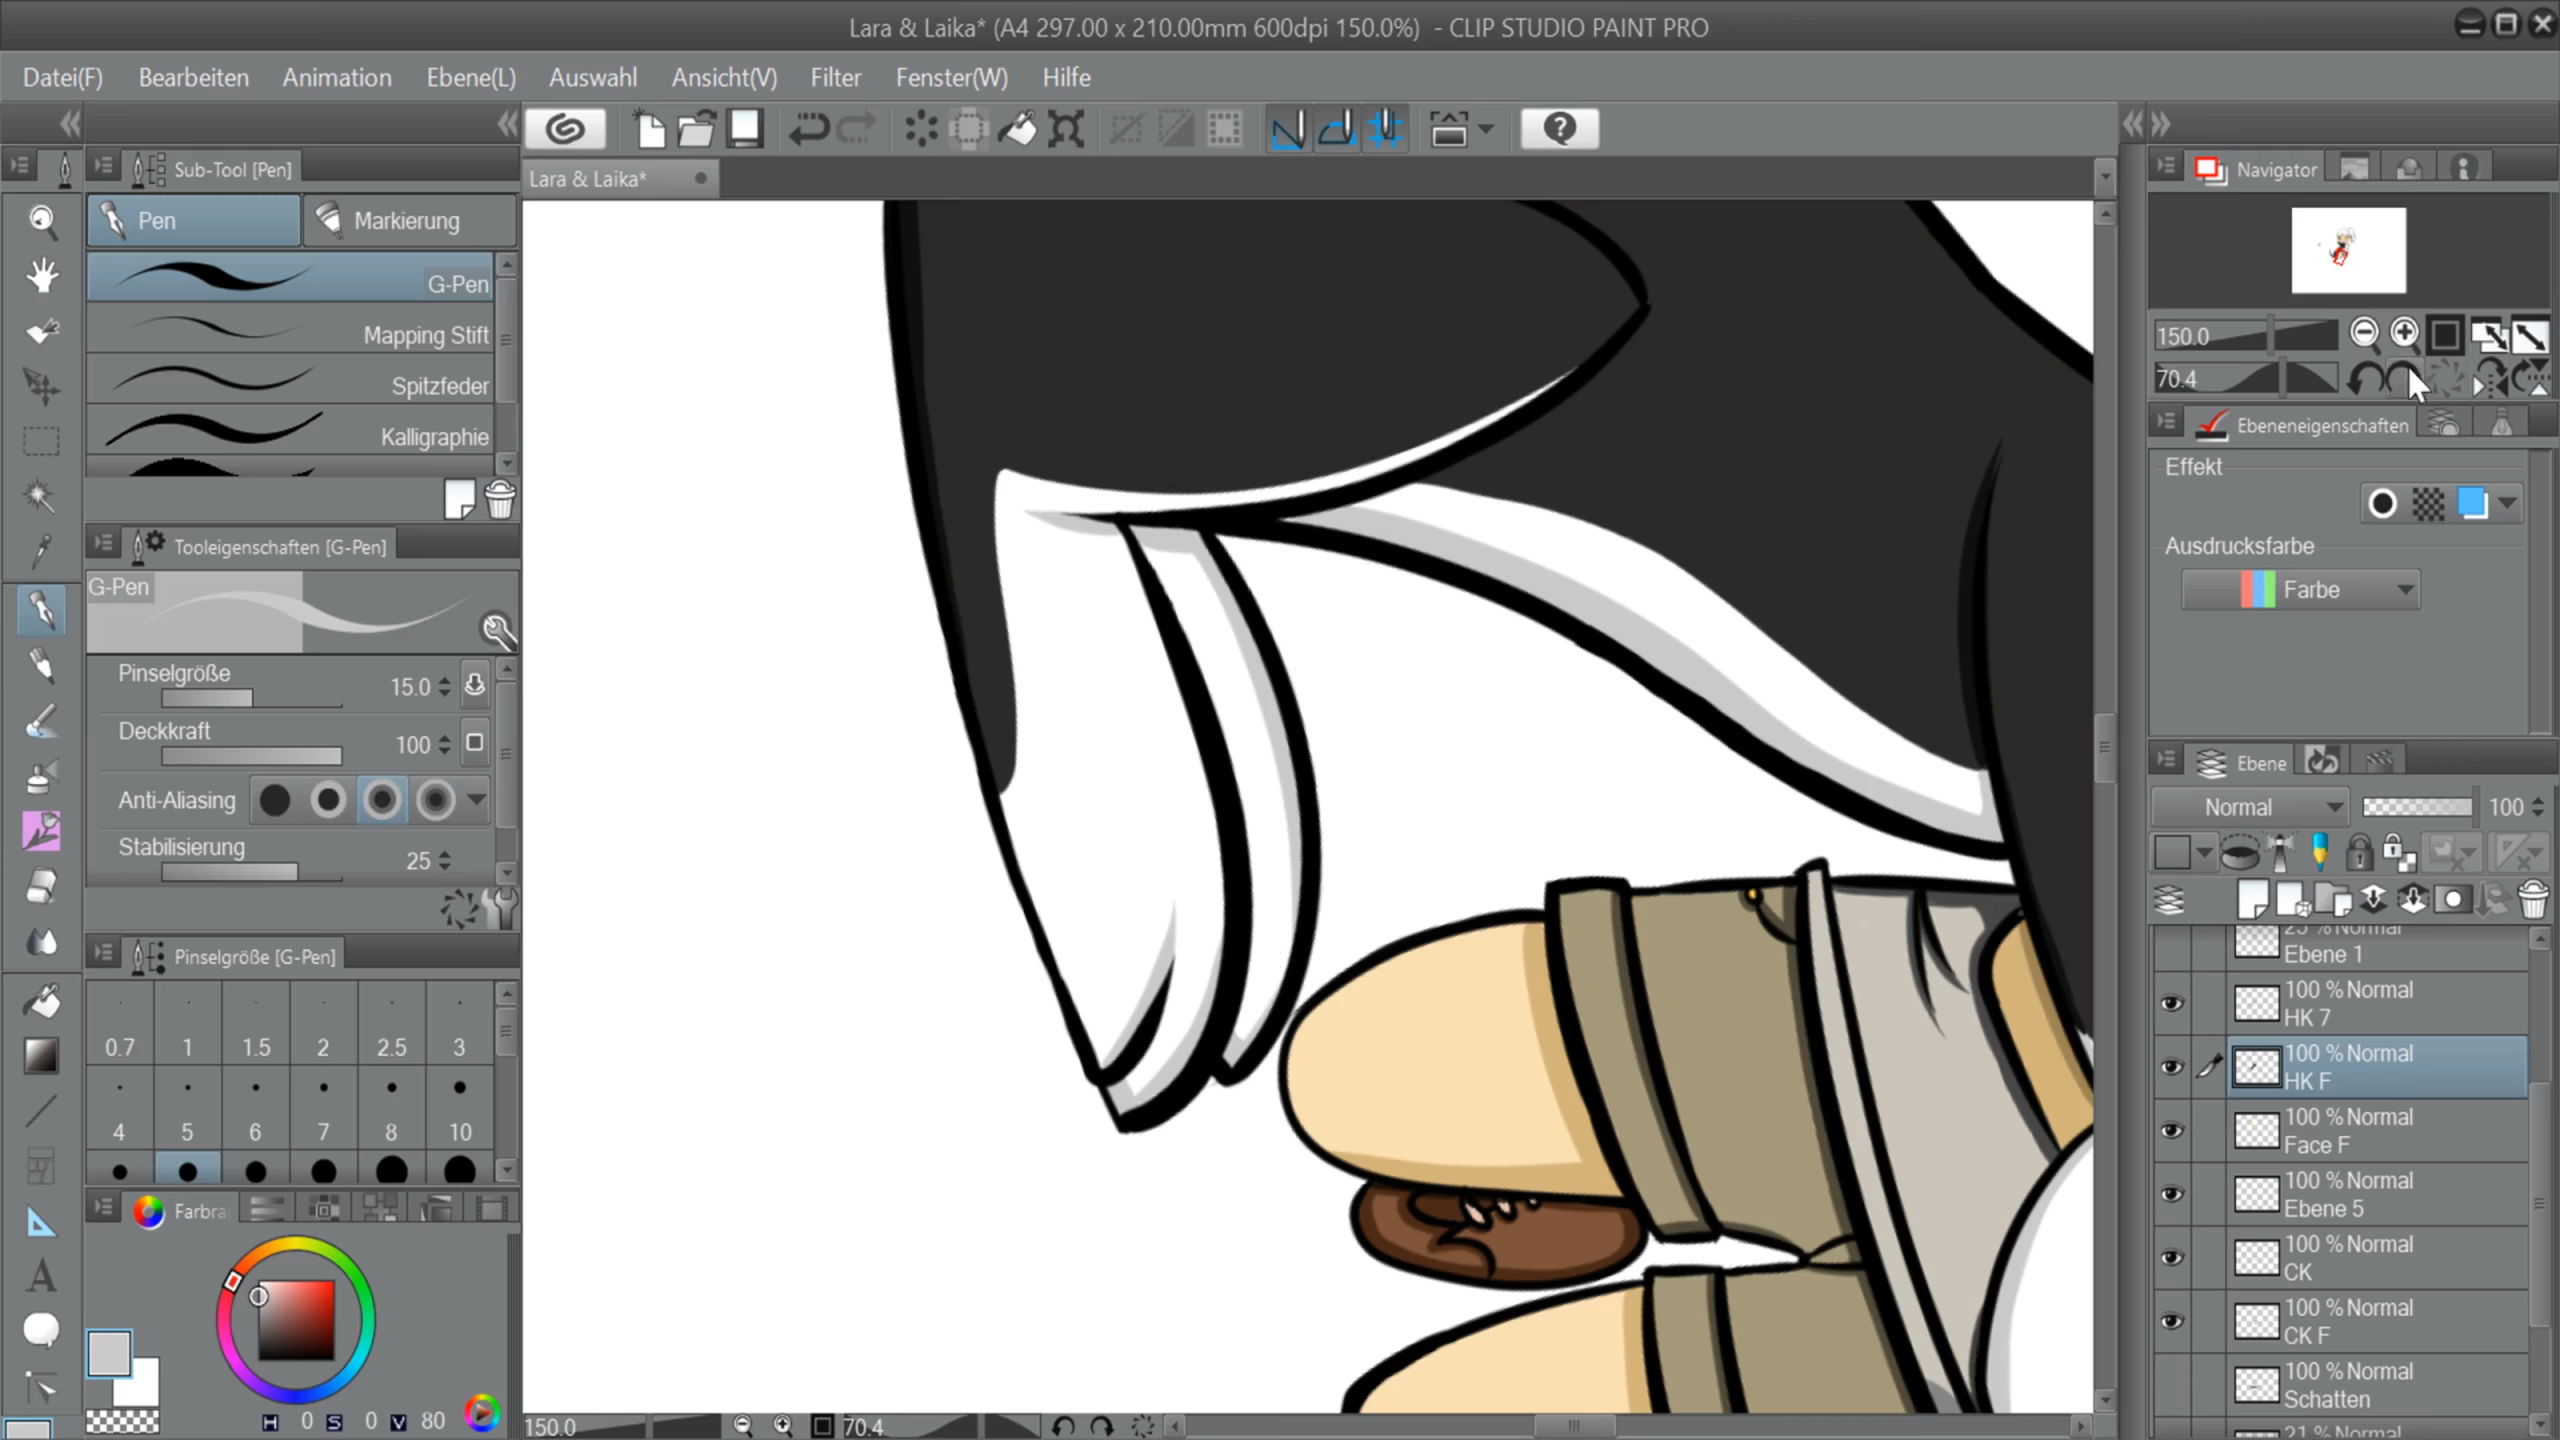 Lara & Laika* (A4 297.00 x 210.00mm 600dpi 150.0%)  - CLIP STUDIO PAINT PRO
Datei(F) Bearbeiten Animation Ebene(L) Auswahl Ansicht(V) Filter Fenster(W) Hilfe
Sub-Tool [Pen]
Pen
Markierung
G-Pen
Mapping Stift
Spitzfeder
Kalligraphie
Tooleigenschaften [G-Pen]
G-Pen
Pinselgröße
15.0
Deckkraft
100
Anti-Aliasing
Stabilisierung
25
Pinselgröße [G-Pen]
0.7 1 1.5 2 2.5 3
4 5 6 7 8 10
Farbra
H 0 S 0 V 80
Lara & Laika*
150.0
70.4
Navigator
150.0
70.4
Ebeneneigenschaften
Effekt
Ausdrucksfarbe
Farbe
Ebene
Normal
100
25 % Normal
Ebene 1
100 % Normal
HK 7
100 % Normal
HK F
100 % Normal
Face F
100 % Normal
Ebene 5
100 % Normal
CK
100 % Normal
CK F
100 % Normal
Schatten
21 % Normal